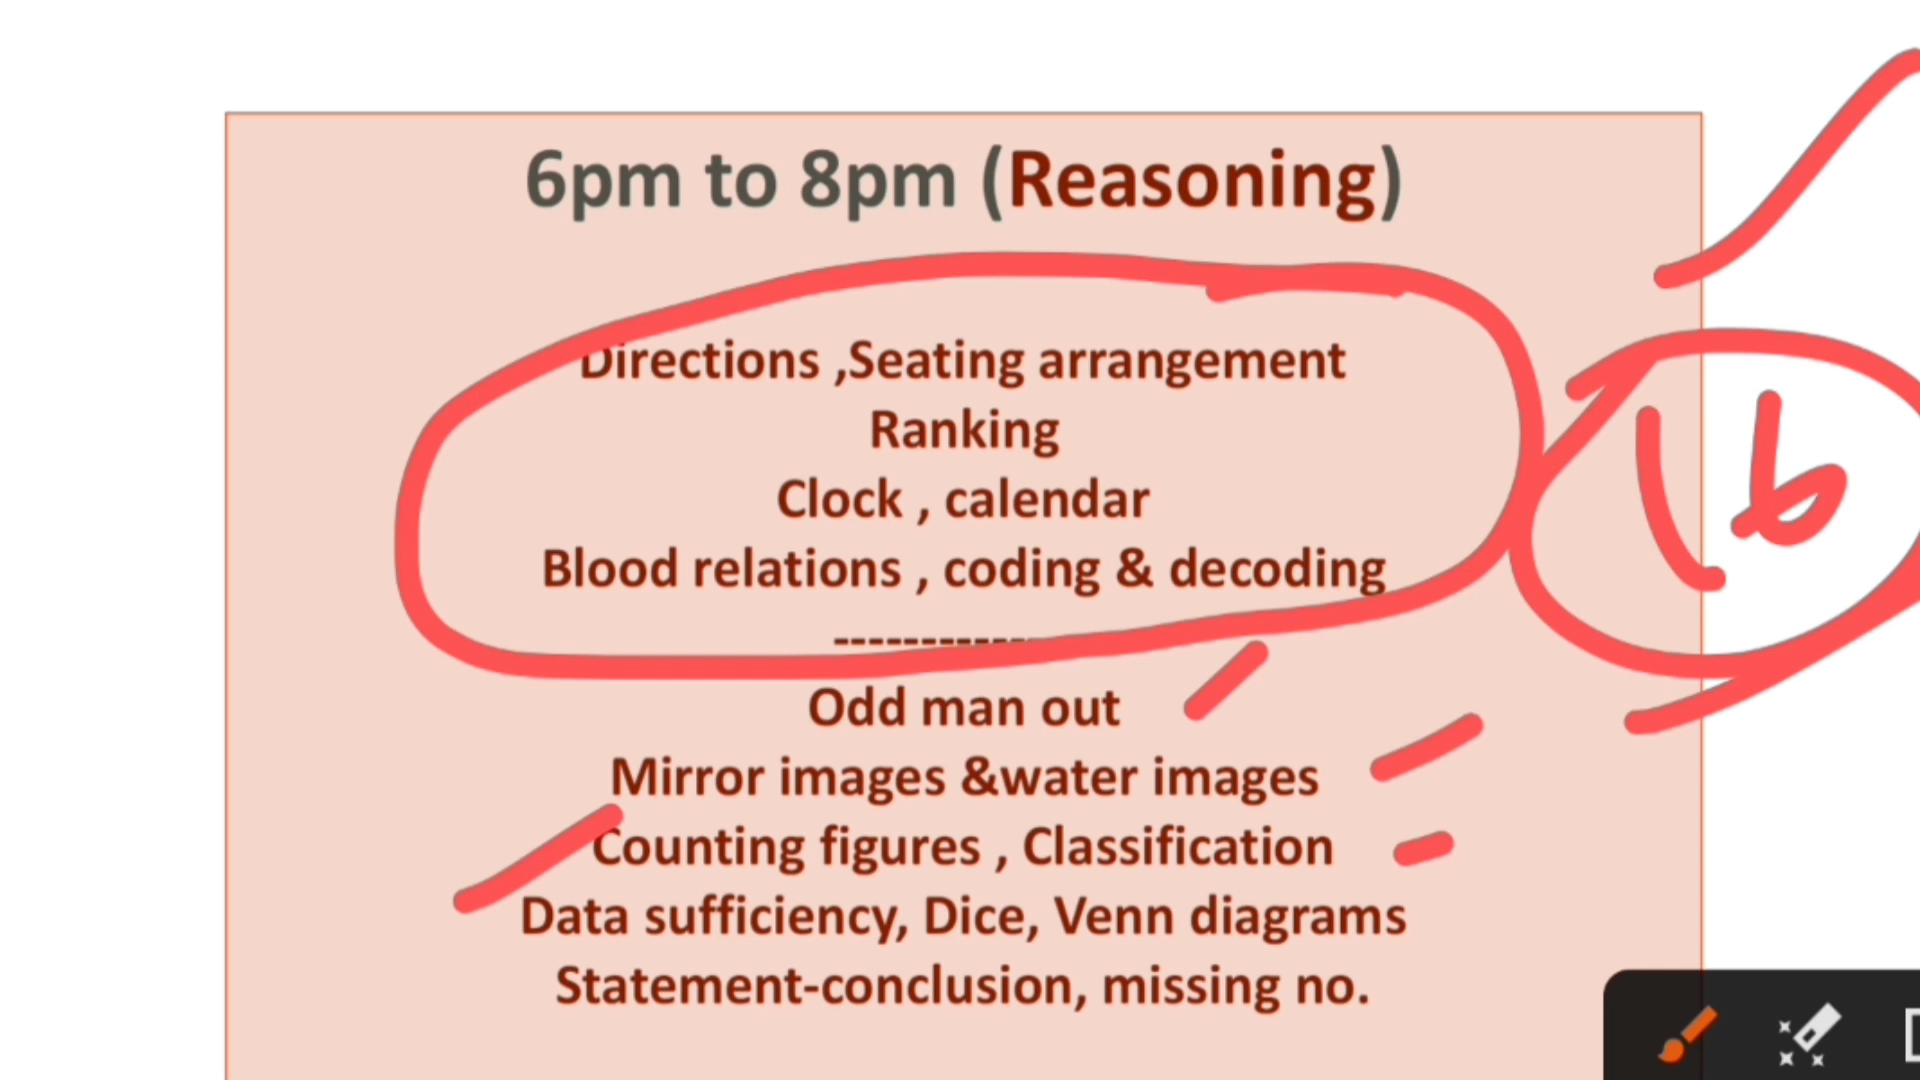 6pm to 8pm (Reasoning)
Directions ,Seating arrangement
Ranking
Clock , calendar
Blood relations , coding & decoding
------------
Odd man out
Mirror images &water images
Counting figures , Classification
Data sufficiency, Dice, Venn diagrams
Statement-conclusion, missing no.
16